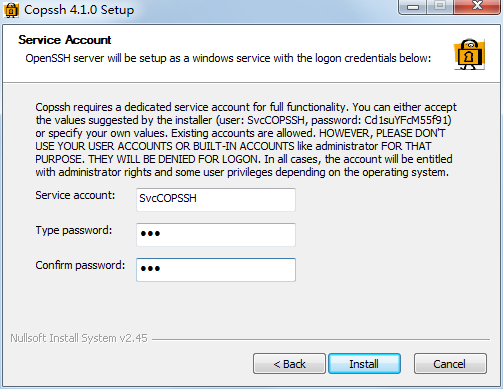 Copssh 4.1.0 Setup
Service Account
OpenSSH server will be setup as a windows service with the logon credentials below:
Copssh requires a dedicated service account for full functionality. You can either accept
the values suggested by the installer (user: SvcCOPSSH, password: Cd1suYFcM55f91)
or specify your own values. Existing accounts are allowed. HOWEVER, PLEASE DON'T
USE YOUR USER ACCOUNTS OR BUILT-IN ACCOUNTS like administrator FOR THAT
PURPOSE. THEY WILL BE DENIED FOR LOGON. In all cases, the account will be entitled
with administrator rights and some user privileges depending on the operating system.
Service account:
SvcCOPSSH
Type password:
●●●
Confirm password:
●●●
Nullsoft Install System v2.45
< Back
Install
Cancel